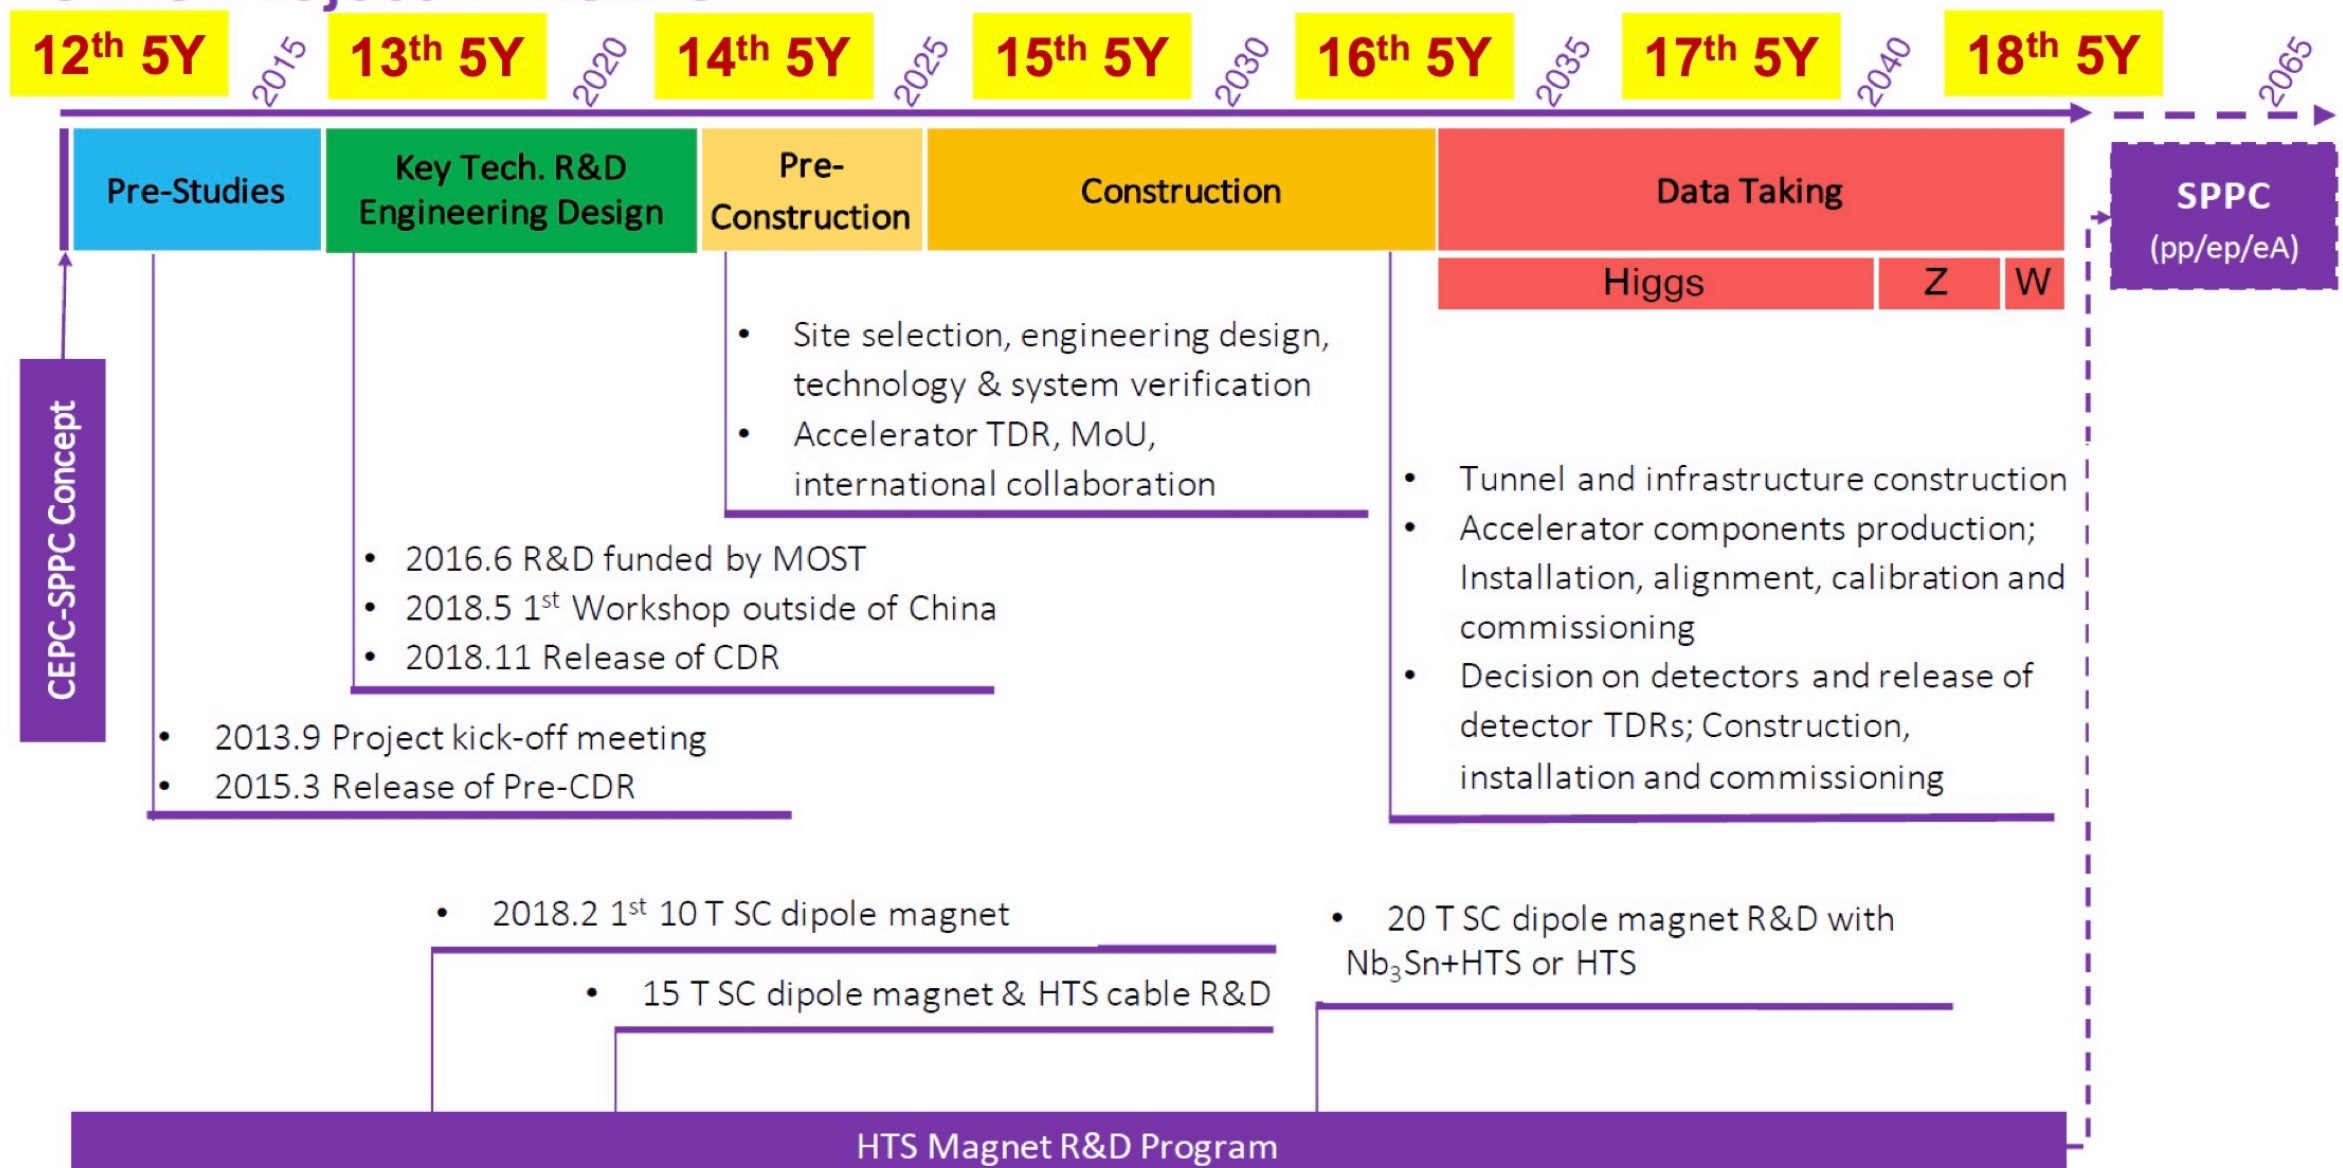 12th 5Y
2015
13th 5Y
2020
14th 5Y
2025
15th 5Y
2030
16th 5Y
2035
17th 5Y
2040
18th 5Y
2065
Pre-Studies
Key Tech. R&D
Engineering Design
Pre-
Construction
Construction
Data Taking
Higgs
Z
W
SPPC
(pp/ep/eA)
CEPC-SPPC Concept
• Site selection, engineering design,
technology & system verification
• Accelerator TDR, MoU,
international collaboration
• Tunnel and infrastructure construction
• Accelerator components production;
Installation, alignment, calibration and
commissioning
• Decision on detectors and release of
detector TDRs; Construction,
installation and commissioning
• 2016.6 R&D funded by MOST
• 2018.5 1st Workshop outside of China
• 2018.11 Release of CDR
• 2013.9 Project kick-off meeting
• 2015.3 Release of Pre-CDR
• 2018.2 1st 10 T SC dipole magnet
• 15 T SC dipole magnet & HTS cable R&D
• 20 T SC dipole magnet R&D with
Nb3Sn+HTS or HTS
HTS Magnet R&D Program